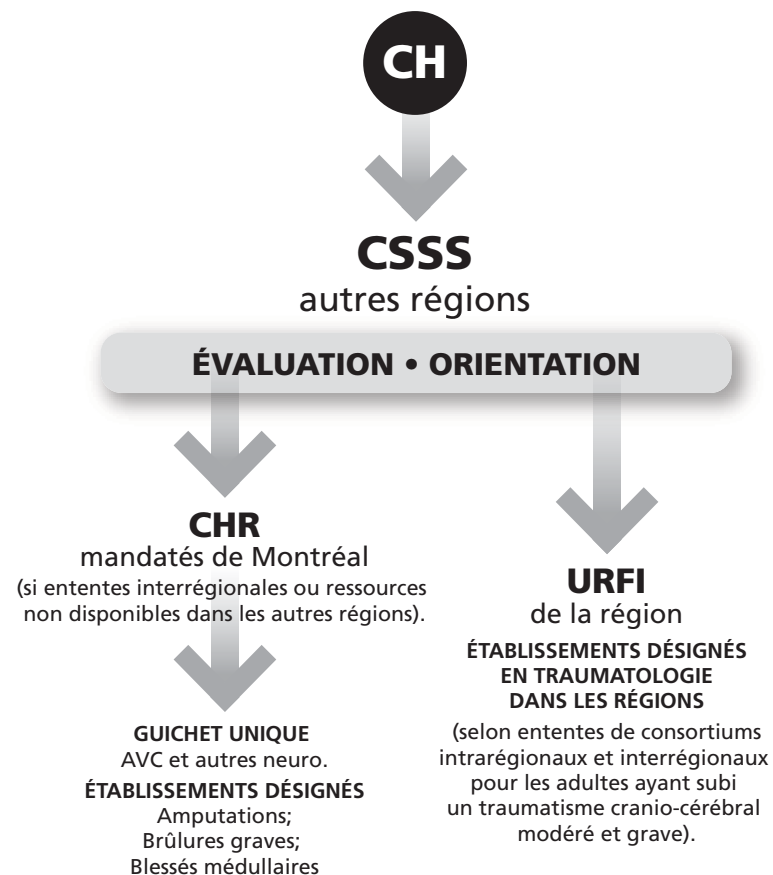 CH
CSSS
autres régions
ÉVALUATION • ORIENTATION
CHR
mandatés de Montréal
(si ententes interrégionales ou ressources
non disponibles dans les autres régions).
GUICHET UNIQUE
AVC et autres neuro.
ÉTABLISSEMENTS DÉSIGNÉS
Amputations;
Brûlures graves;
Blessés médullaires
URFI
de la région
ÉTABLISSEMENTS DÉSIGNÉS
EN TRAUMATOLOGIE
DANS LES RÉGIONS
(selon ententes de consortiums
intrarégionaux et interrégionaux
pour les adultes ayant subi
un traumatisme cranio-cérébral
modéré et grave).